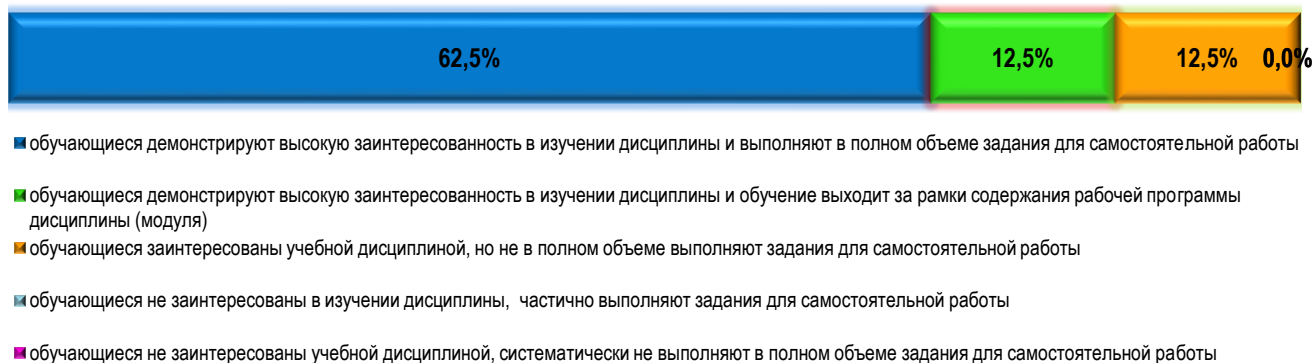 62,5% 12,5% 12,5% 0,0%
обучающиеся демонстрируют высокую заинтересованность в изучении дисциплины и выполняют в полном объеме задания для самостоятельной работы
обучающиеся демонстрируют высокую заинтересованность в изучении дисциплины и обучение выходит за рамки содержания рабочей программы
дисциплины (модуля)
обучающиеся заинтересованы учебной дисциплиной, но не в полном объеме выполняют задания для самостоятельной работы
обучающиеся не заинтересованы в изучении дисциплины, частично выполняют задания для самостоятельной работы
обучающиеся не заинтересованы учебной дисциплиной, систематически не выполняют в полном объеме задания для самостоятельной работы